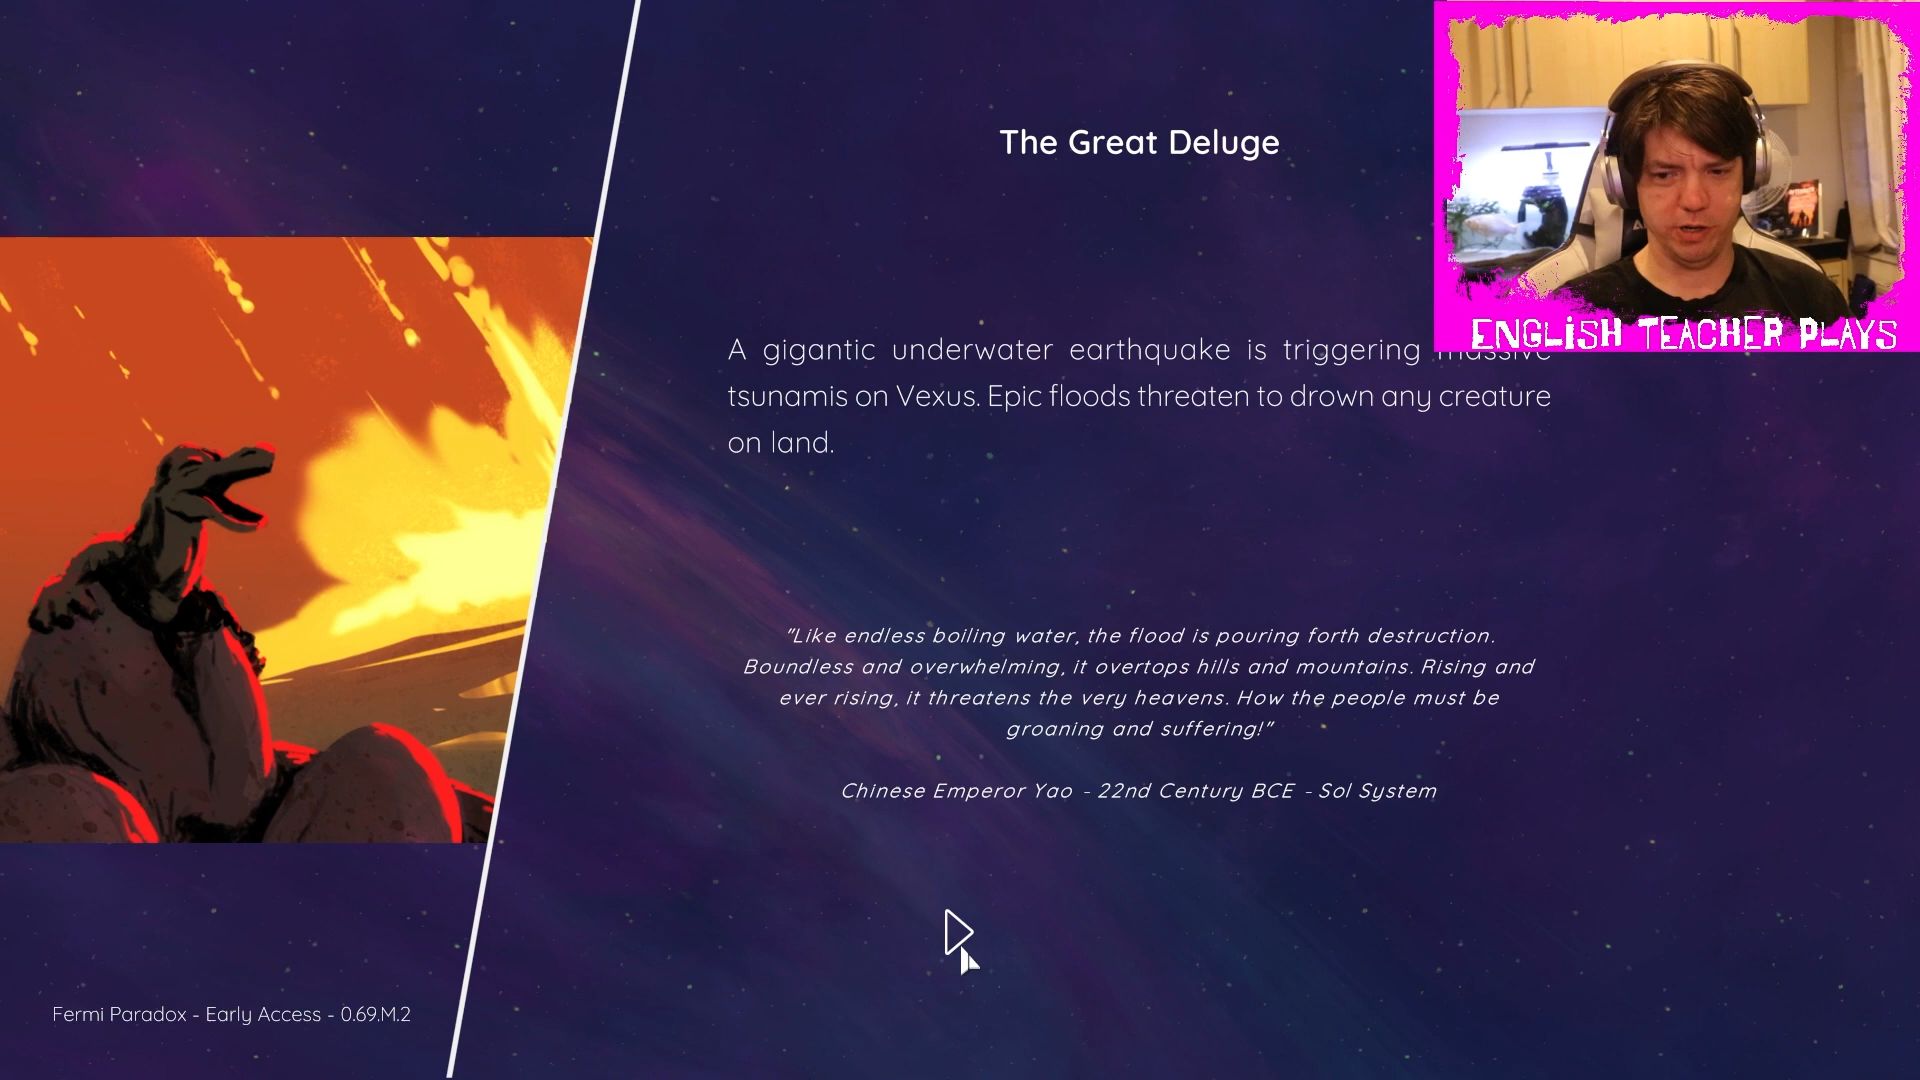 The Great Deluge
ENGLISH TEACHER PLAYS
A gigantic underwater earthquake is triggering massive
tsunamis on Vexus. Epic floods threaten to drown any creature
on land.
"Like endless boiling water, the flood is pouring forth destruction.
Boundless and overwhelming, it overtops hills and mountains. Rising and
ever rising, it threatens the very heavens. How the people must be
groaning and suffering!"
Chinese Emperor Yao - 22nd Century BCE - Sol System
Fermi Paradox - Early Access - 0.69.M.2